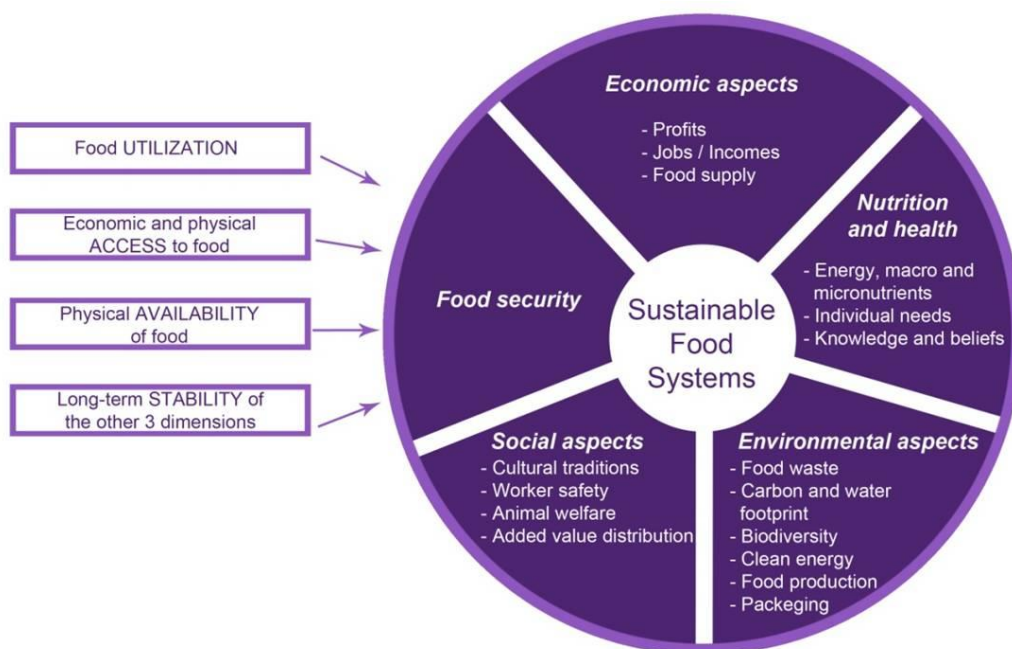 Food UTILIZATION
Economic and physical
ACCESS to food
Physical AVAILABILITY
of food
Long-term STABILITY of
the other 3 dimensions
Economic aspects
- Profits
- Jobs / Incomes
- Food supply
Nutrition
and health
- Energy, macro and
micronutrients
- Individual needs
- Knowledge and beliefs
Food security
Sustainable
Food
Systems
Social aspects
- Cultural traditions
- Worker safety
- Animal welfare
- Added value distribution
Environmental aspects
- Food waste
- Carbon and water
footprint
- Biodiversity
- Clean energy
- Food production
- Packeging